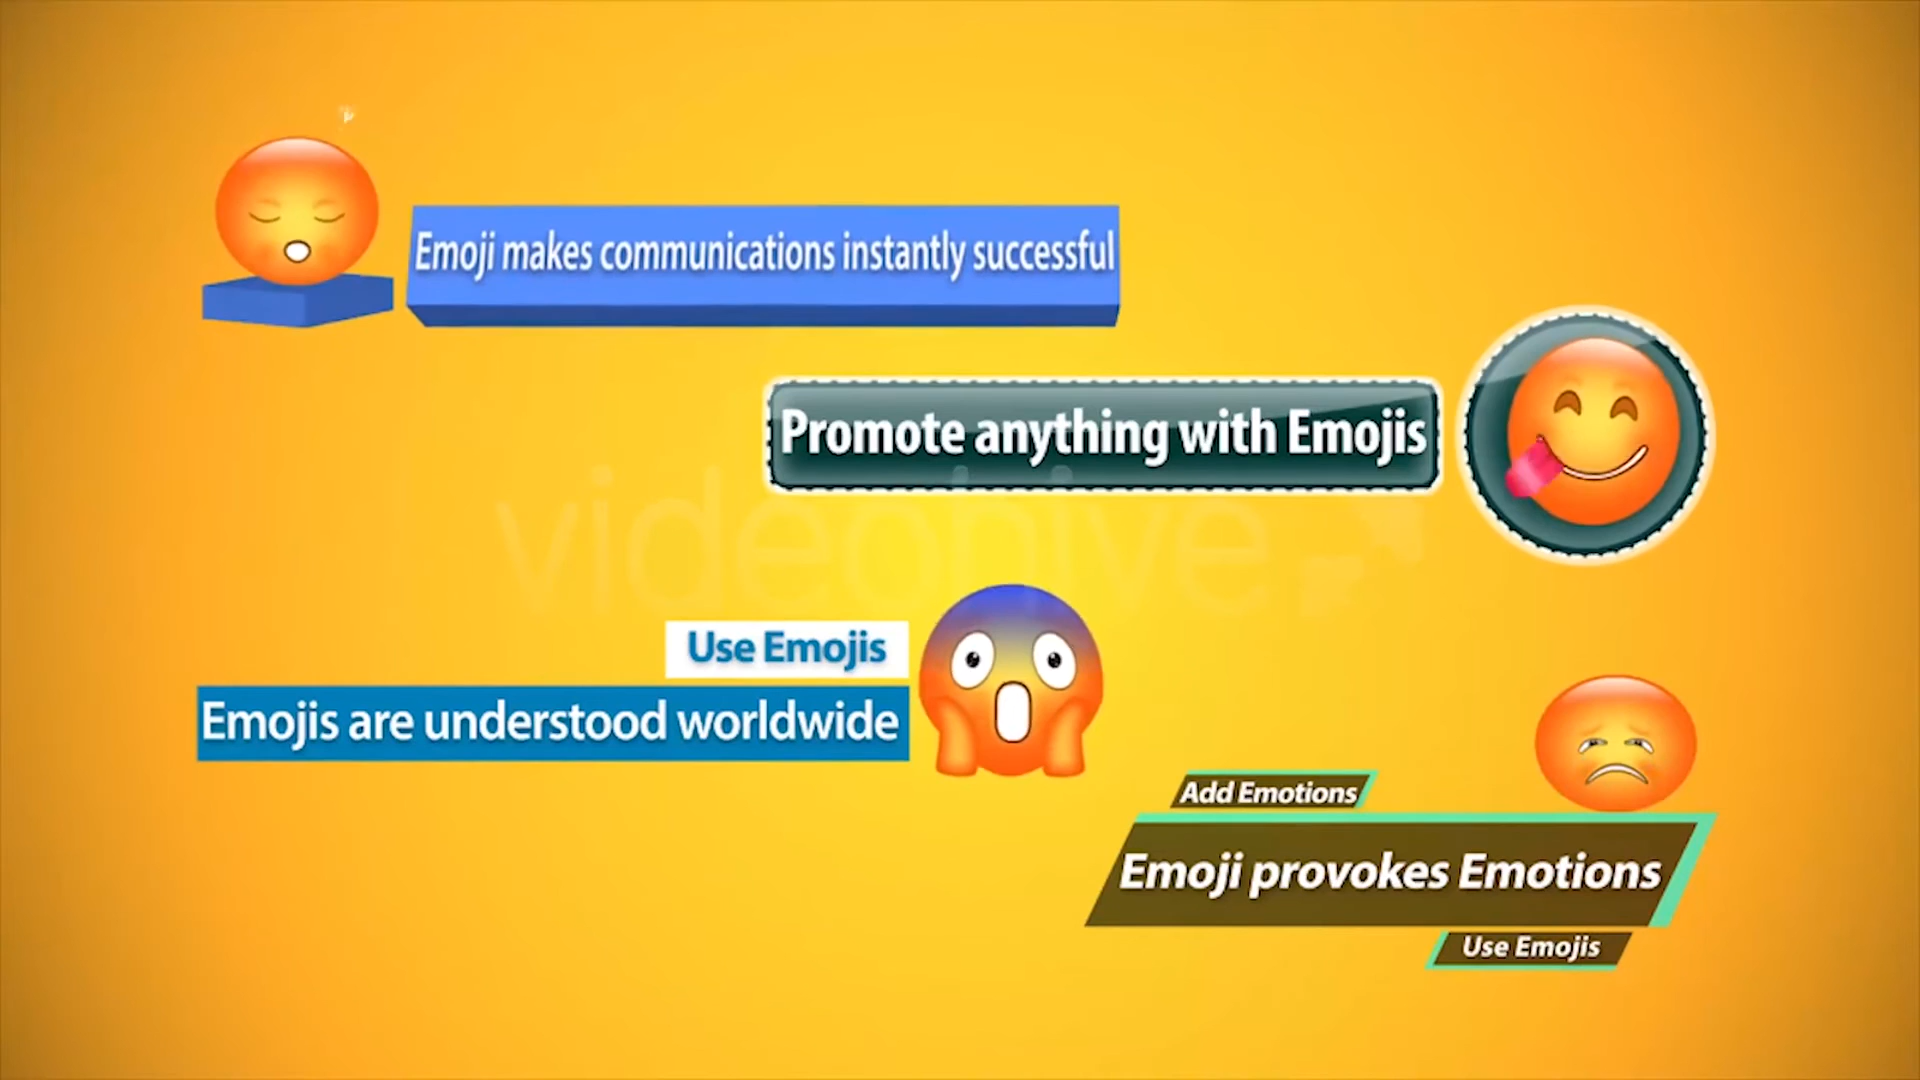 Emoji makes communications instantly successful
Promote anything with Emojis
videohive
Use Emojis
Emojis are understood worldwide
Add Emotions
Emoji provokes Emotions
Use Emojis